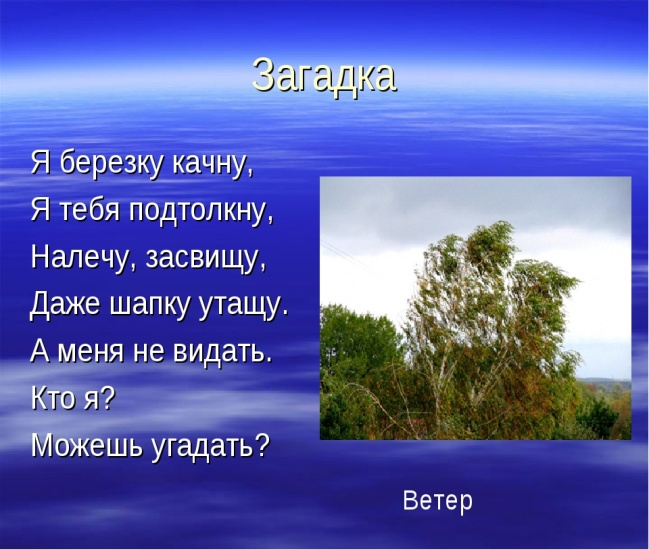 Загадка
Я березку качну,
Я тебя подтолкну,
Налечу, засвищу,
Даже шапку утащу.
А меня не видать.
Кто я?
Можешь угадать?
Ветер